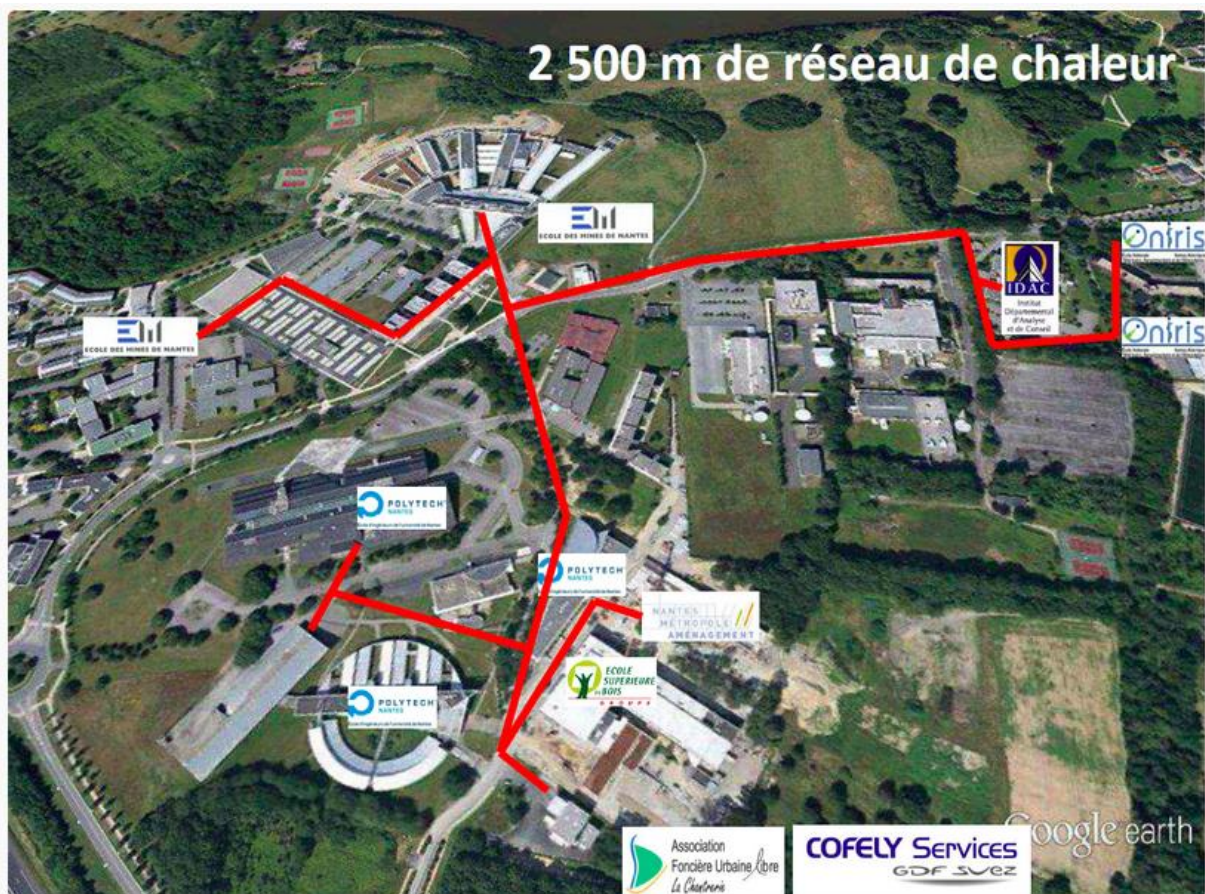 2 500 m de réseau de chaleur
ECOLE DES MINES DE NANTES
Oniris
IDAC
Institut
Départemental
d'Analyse
et de Conseil
Oniris
ECOLE DES MINES DE NANTES
POLYTECH
NANTES
POLYTECH
NANTES
NANTES
MÉTROPOLE
AMÉNAGEMENT
ECOLE
SUPERIEURE
DU BOIS
GROUPE
POLYTECH
NANTES
Association
Foncière Urbaine Libre
La Chantrerie
COFELY Services
GDF SUEZ
Google earth